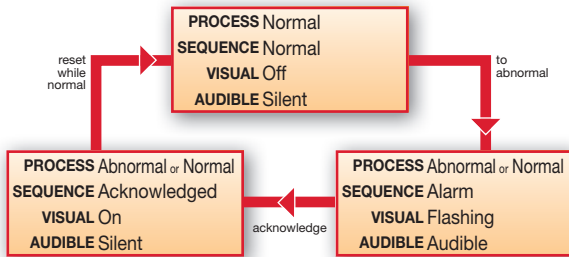 PROCESS Normal
SEQUENCE Normal
VISUAL Off
AUDIBLE Silent
reset
while
normal
to
abnormal
PROCESS Abnormal or Normal
SEQUENCE Acknowledged
VISUAL On
AUDIBLE Silent
acknowledge
PROCESS Abnormal or Normal
SEQUENCE Alarm
VISUAL Flashing
AUDIBLE Audible